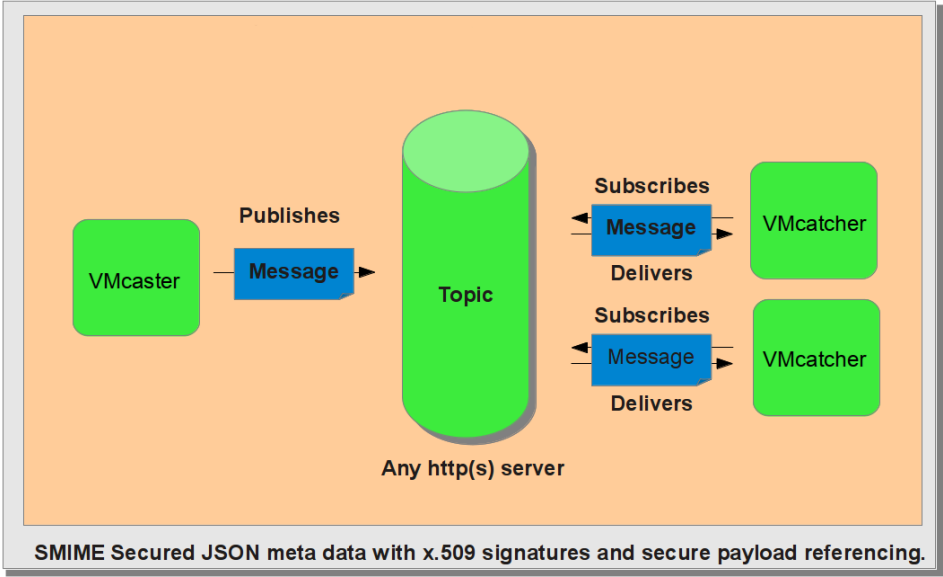 Publishes
Message
VMcaster
Topic
Any http(s) server
Subscribes
Message
Delivers
VMcatcher
Subscribes
Message
Delivers
VMcatcher
SMIME Secured JSON meta data with x.509 signatures and secure payload referencing.